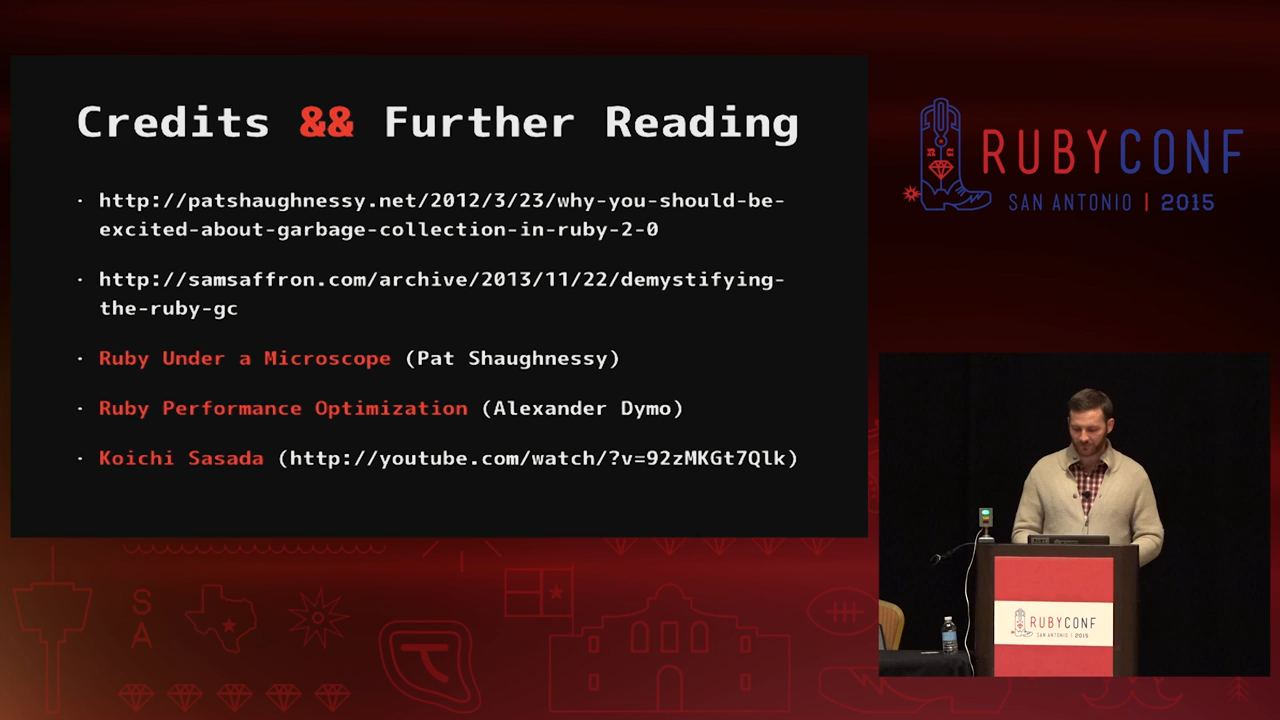 Credits && Further Reading
· http://patshaughnessy.net/2012/3/23/why-you-should-be-
excited-about-garbage-collection-in-ruby-2-0
· http://samsaffron.com/archive/2013/11/22/demystifying-
the-ruby-gc
· Ruby Under a Microscope (Pat Shaughnessy)
· Ruby Performance Optimization (Alexander Dymo)
· Koichi Sasada (http://youtube.com/watch/?v=92zMKGt7Qlk)
RUBYCONF
SAN ANTONIO | 2015
RUBYCONF
SAN ANTONIO | 2015
S
A